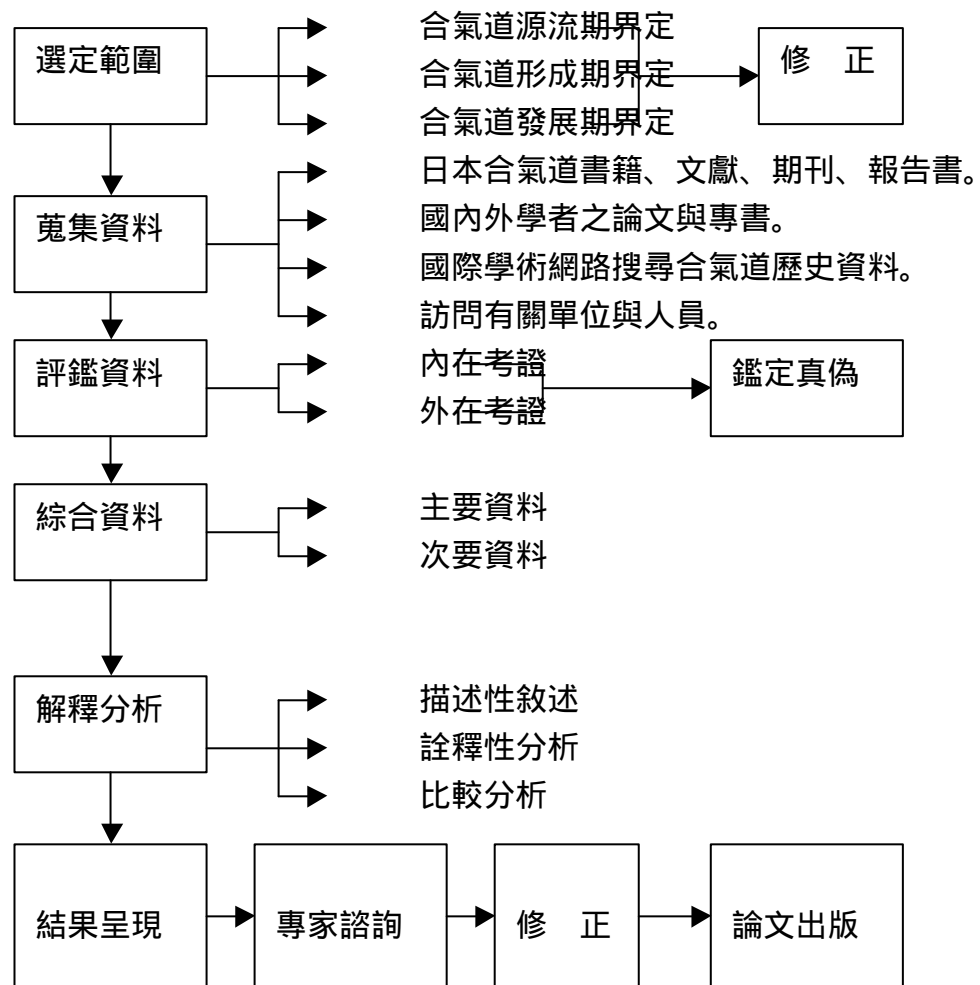 選定範圍
合氣道源流期界定
合氣道形成期界定
合氣道發展期界定
修　正
蒐集資料
日本合氣道書籍、文獻、期刊、報告書。
國內外學者之論文與專書。
國際學術網路搜尋合氣道歷史資料。
訪問有關單位與人員。
評鑑資料
內在考證
外在考證
鑑定真偽
綜合資料
主要資料
次要資料
解釋分析
描述性敘述
詮釋性分析
比較分析
結果呈現
專家諮詢
修　正
論文出版